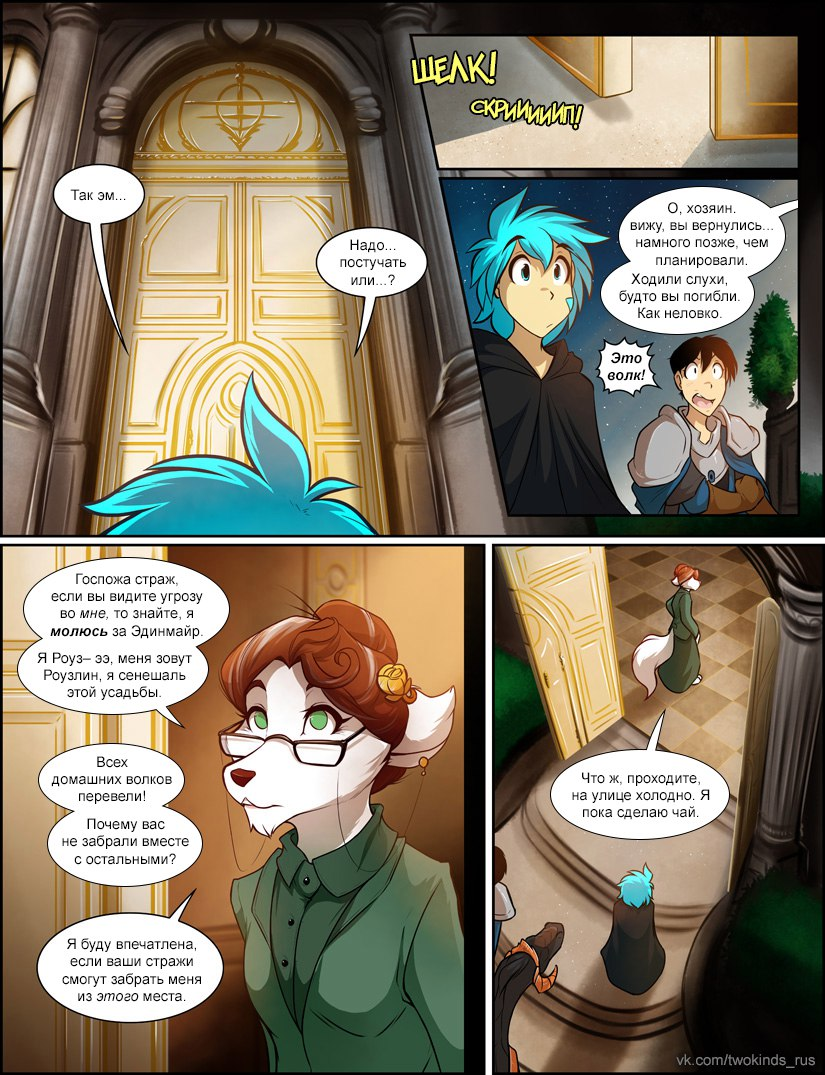 Так эм...
Надо...
постучать
или...?
ЩЕЛК!
СКРИИИИИП!
О, хозяин.
вижу, вы вернулись...
намного позже, чем
планировали.
Ходили слухи,
будто вы погибли.
Как неловко.
Это
волк!
Госпожа страж,
если вы видите угрозу
во мне, то знайте, я
молюсь за Эдинмайр.
Я Роуз– ээ, меня зовут
Роузлин, я сенешаль
этой усадьбы.
Всех
домашних волков
перевели!
Почему вас
не забрали вместе
с остальными?
Я буду впечатлена,
если ваши стражи
смогут забрать меня
из этого места.
Что ж, проходите,
на улице холодно. Я
пока сделаю чай.
vk.com/twokinds_rus